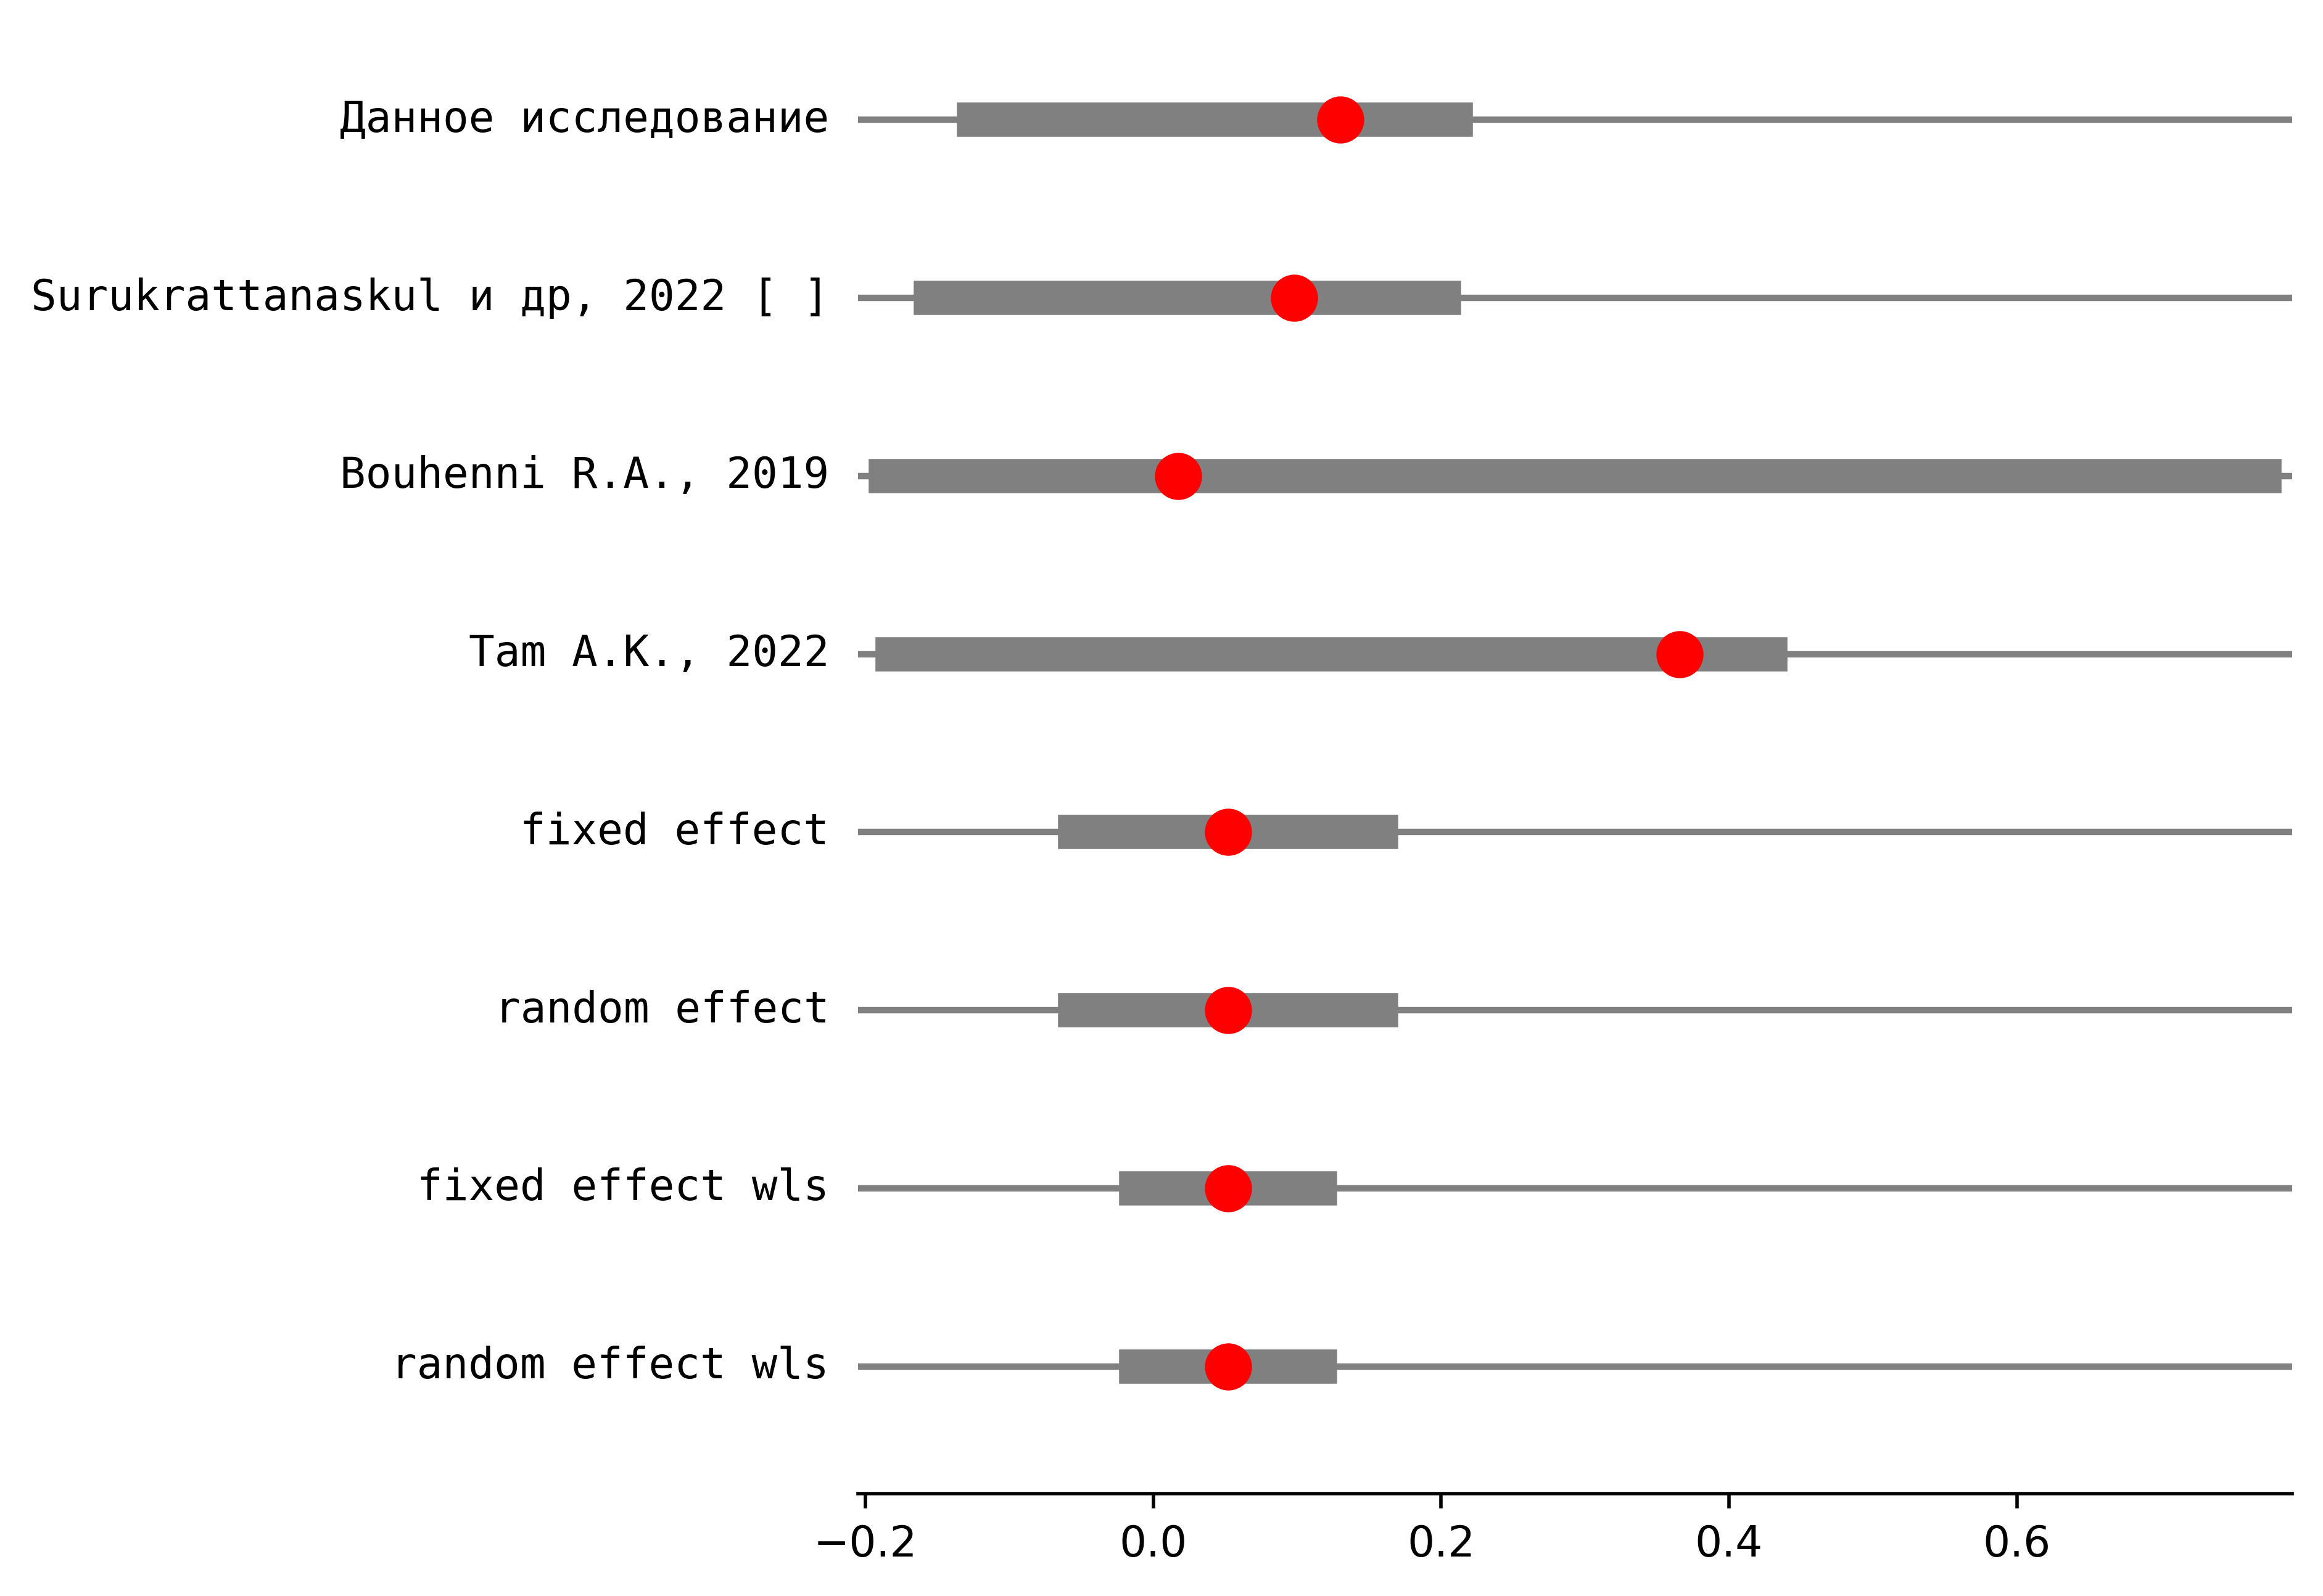 Данное исследование
Surukrattanaskul и др, 2022 [ ]
Bouhenni R.A., 2019
Tam A.K., 2022
fixed effect
random effect
fixed effect wls
random effect wls
−0.2 0.0 0.2 0.4 0.6